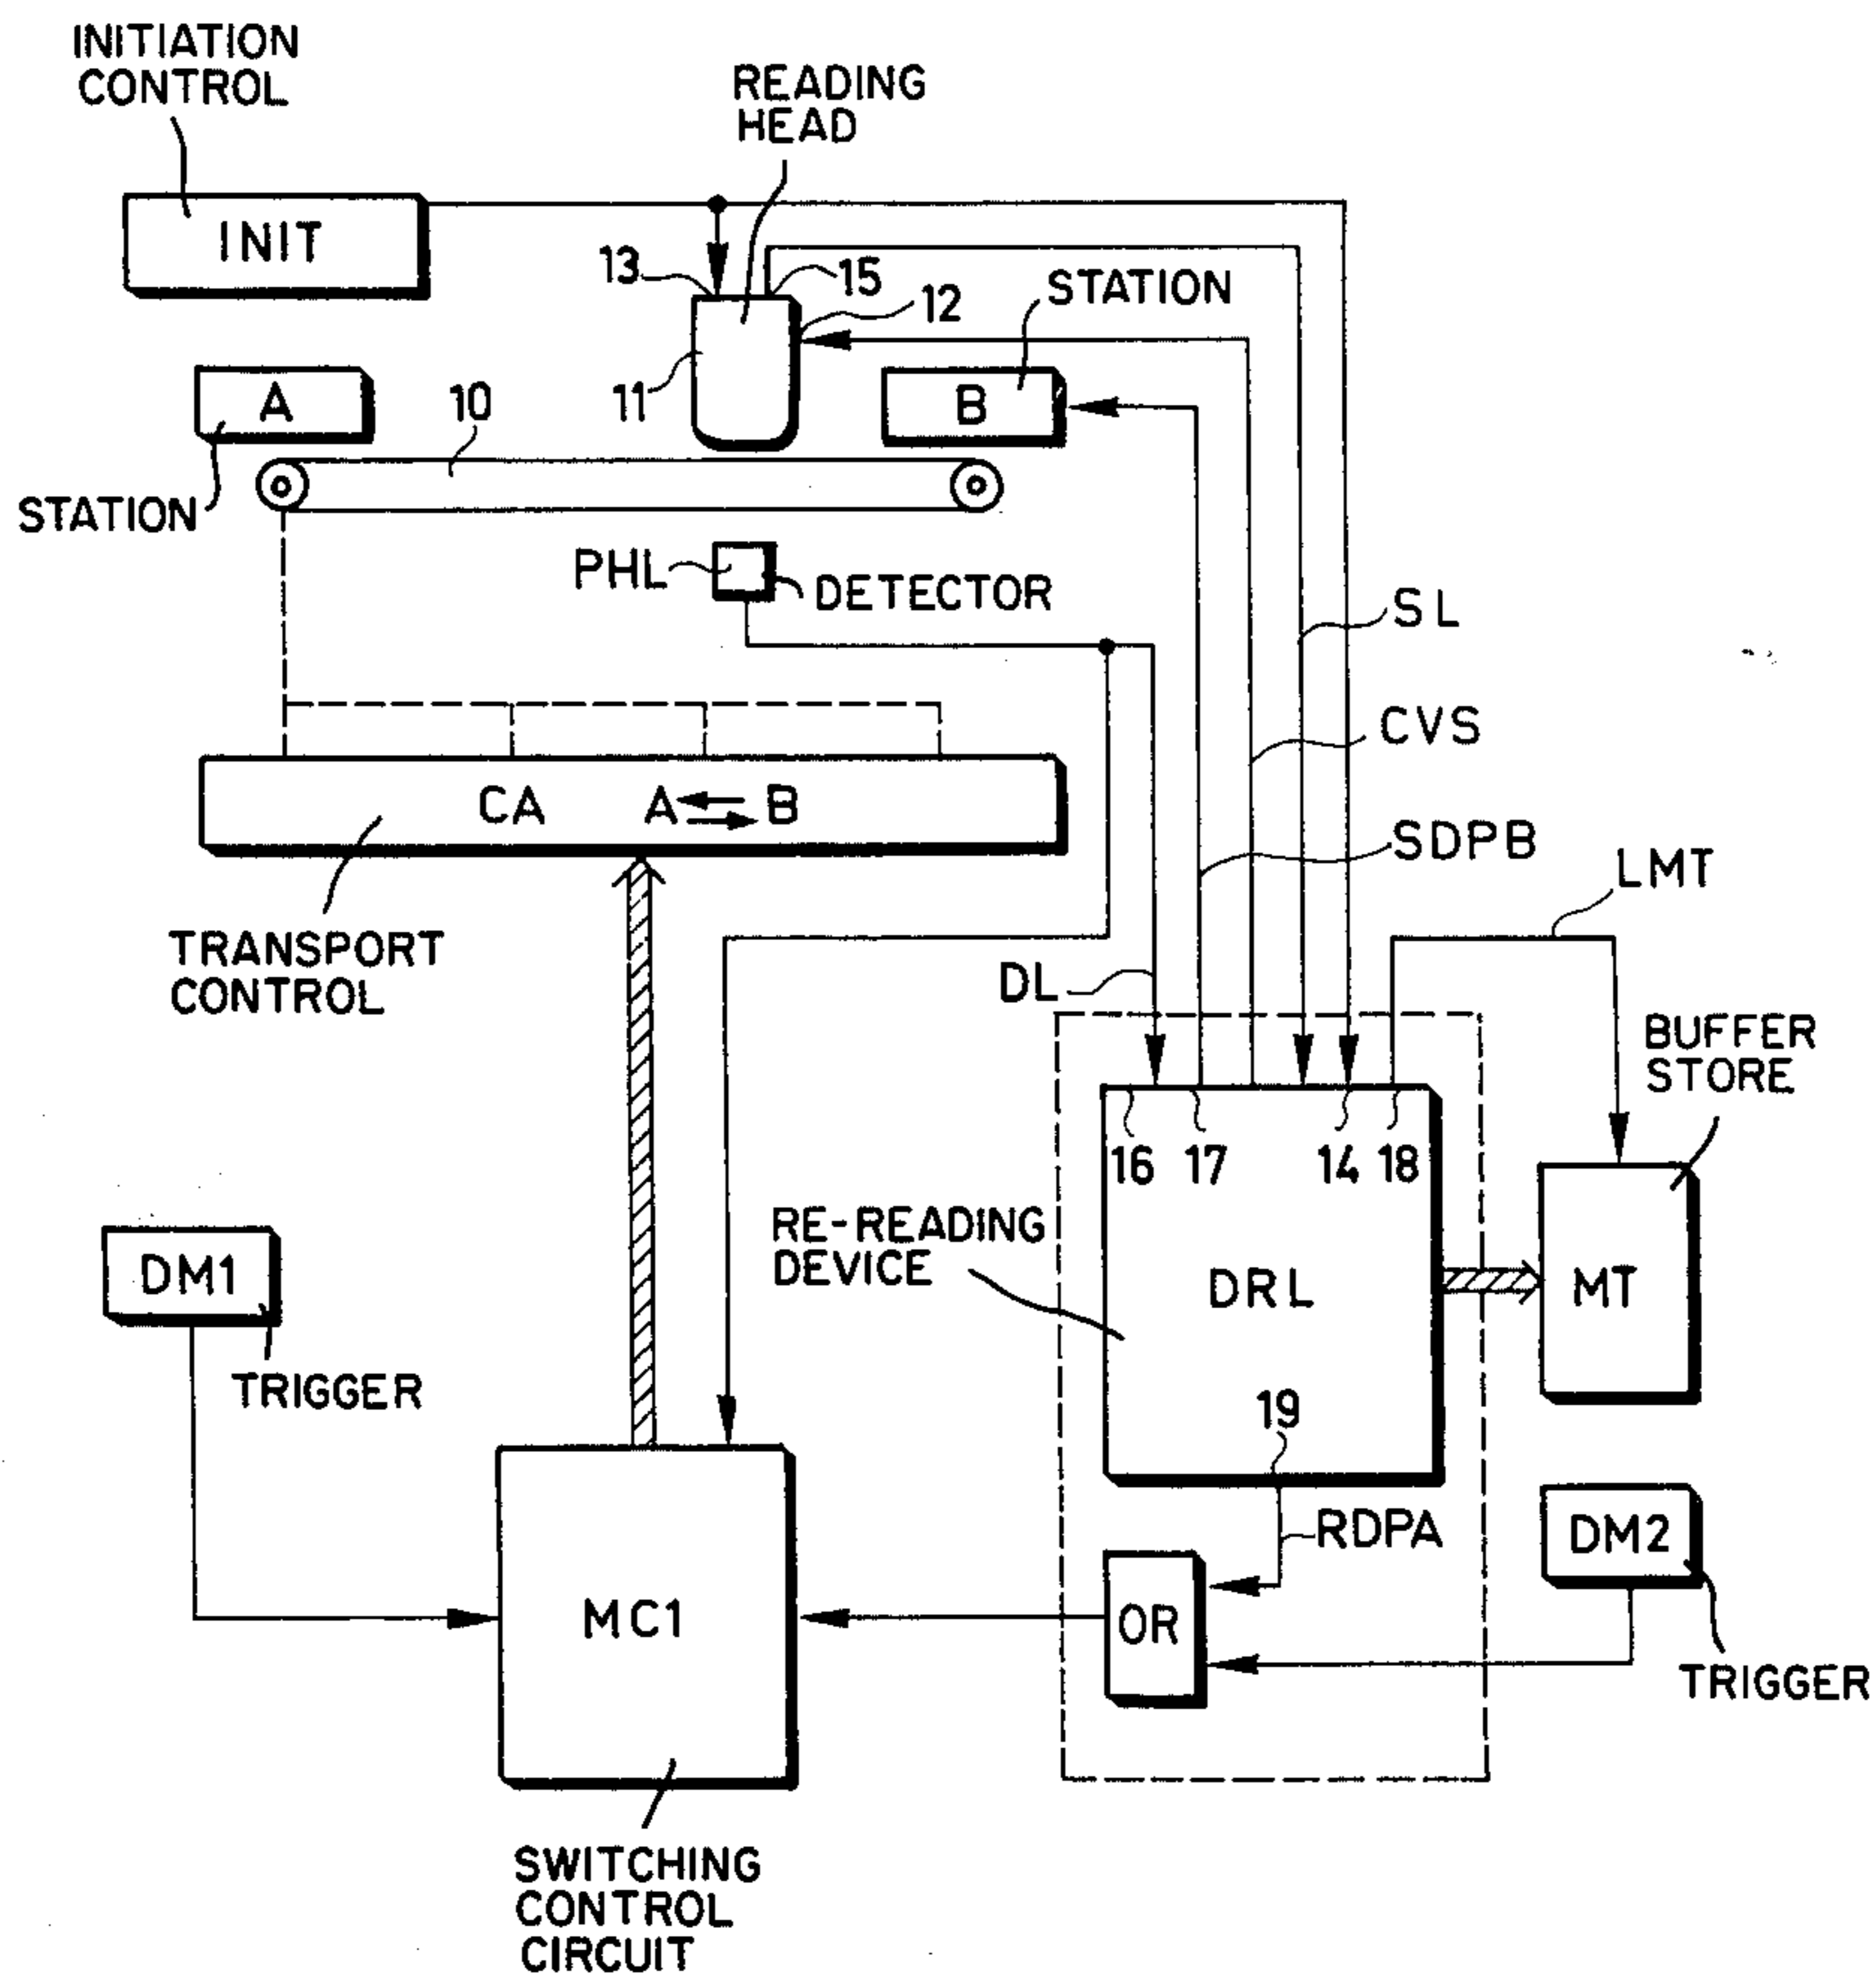 INITIATION
CONTROL
READING
HEAD
INIT
13
15
12
STATION
11
A
10
B
STATION
PHL
DETECTOR
SL
CVS
CA A B
SDPB
LMT
TRANSPORT
CONTROL
DL
BUFFER
STORE
16 17 14 18
RE-READING
DEVICE
DRL
MT
DM1
TRIGGER
19
RDPA
DM2
MC1
OR
TRIGGER
SWITCHING
CONTROL
CIRCUIT